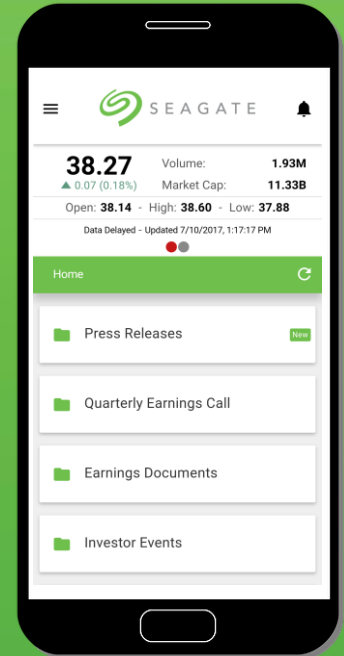 SEAGATE
38.27 Volume: 1.93M
▲ 0.07 (0.18%) Market Cap: 11.33B
Open: 38.14 - High: 38.60 - Low: 37.88
Data Delayed - Updated 7/10/2017, 1:17:17 PM
Home
Press Releases New
Quarterly Earnings Call
Earnings Documents
Investor Events